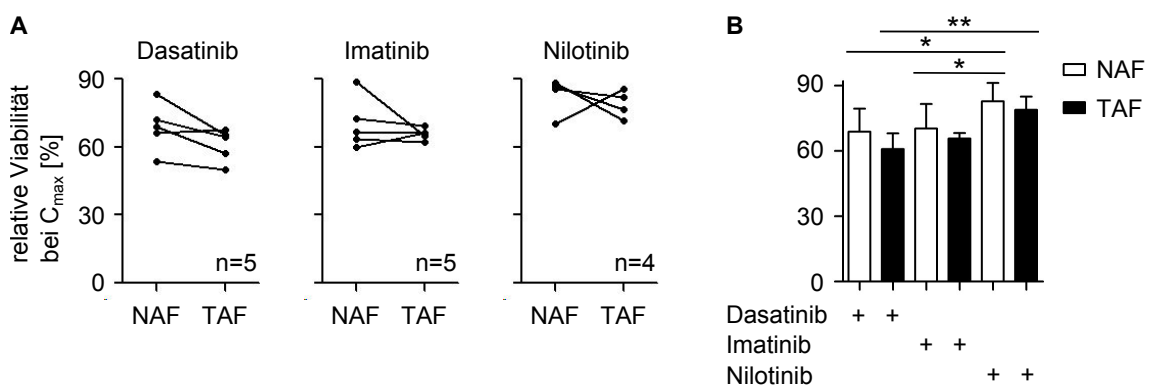 A
Dasatinib
Imatinib
Nilotinib
relative Viabilität
bei Cmax [%]
90
60
30
0
n=5
n=5
n=4
NAF TAF
NAF TAF
NAF TAF
B
**
*
*
NAF
TAF
90
60
30
0
Dasatinib + +
Imatinib + +
Nilotinib + +